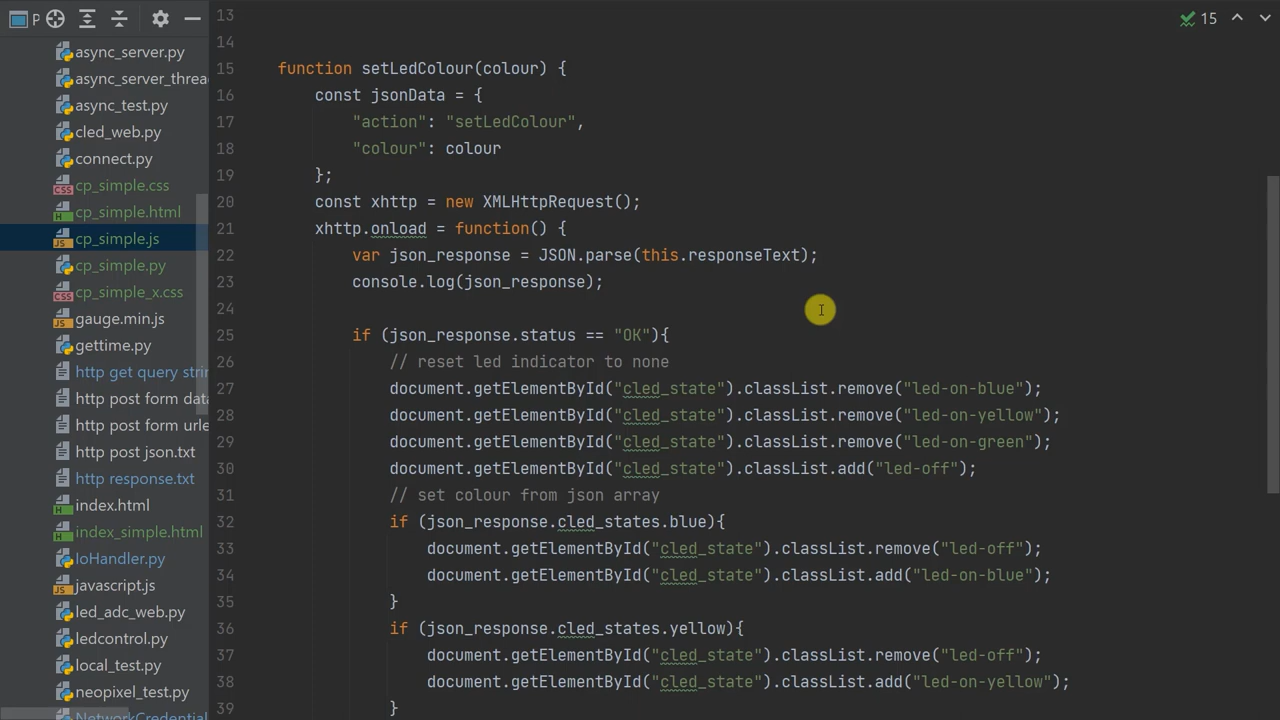 P
15
async_server.py
async_server_threa
async_test.py
cled_web.py
connect.py
cp_simple.css
cp_simple.html
cp_simple.js
cp_simple.py
cp_simple_x.css
gauge.min.js
gettime.py
http get query strin
http post form data
http post form urle
http post json.txt
http response.txt
index.html
index_simple.html
IoHandler.py
javascript.js
led_adc_web.py
ledcontrol.py
local_test.py
neopixel_test.py
NetworkCredential
13
14
15 function setLedColour(colour) {
16 const jsonData = {
17 "action": "setLedColour",
18 "colour": colour
19 };
20 const xhttp = new XMLHttpRequest();
21 xhttp.onload = function() {
22 var json_response = JSON.parse(this.responseText);
23 console.log(json_response);
24
25 if (json_response.status == "OK"){
26 // reset led indicator to none
27 document.getElementById("cled_state").classList.remove("led-on-blue");
28 document.getElementById("cled_state").classList.remove("led-on-yellow");
29 document.getElementById("cled_state").classList.remove("led-on-green");
30 document.getElementById("cled_state").classList.add("led-off");
31 // set colour from json array
32 if (json_response.cled_states.blue){
33 document.getElementById("cled_state").classList.remove("led-off");
34 document.getElementById("cled_state").classList.add("led-on-blue");
35 }
36 if (json_response.cled_states.yellow){
37 document.getElementById("cled_state").classList.remove("led-off");
38 document.getElementById("cled_state").classList.add("led-on-yellow");
39 }